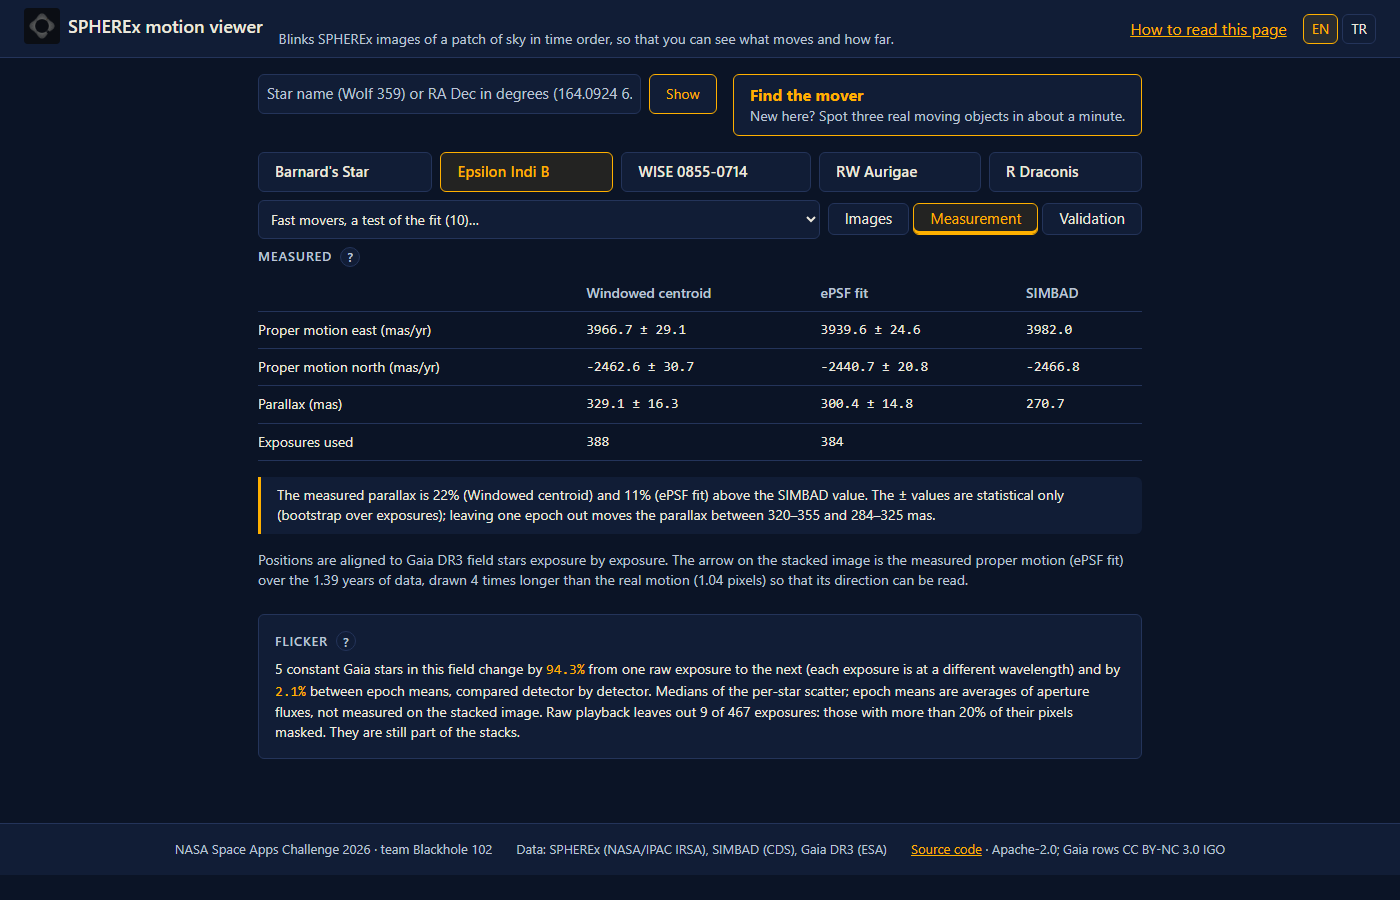 SPHEREx motion viewer
Blinks SPHEREx images of a patch of sky in time order, so that you can see what moves and how far.
How to read this page
EN
TR
Star name (Wolf 359) or RA Dec in degrees (164.0924 6.
Show
Find the mover
New here? Spot three real moving objects in about a minute.
Barnard's Star
Epsilon Indi B
WISE 0855-0714
RW Aurigae
R Draconis
Fast movers, a test of the fit (10)...
Images
Measurement
Validation
MEASURED ?
Windowed centroid ePSF fit SIMBAD
Proper motion east (mas/yr) 3966.7 ± 29.1 3939.6 ± 24.6 3982.0
Proper motion north (mas/yr) -2462.6 ± 30.7 -2440.7 ± 20.8 -2466.8
Parallax (mas) 329.1 ± 16.3 300.4 ± 14.8 270.7
Exposures used 388 384
The measured parallax is 22% (Windowed centroid) and 11% (ePSF fit) above the SIMBAD value. The ± values are statistical only
(bootstrap over exposures); leaving one epoch out moves the parallax between 320–355 and 284–325 mas.
Positions are aligned to Gaia DR3 field stars exposure by exposure. The arrow on the stacked image is the measured proper motion (ePSF fit)
over the 1.39 years of data, drawn 4 times longer than the real motion (1.04 pixels) so that its direction can be read.
FLICKER ?
5 constant Gaia stars in this field change by 94.3% from one raw exposure to the next (each exposure is at a different wavelength) and by
2.1% between epoch means, compared detector by detector. Medians of the per-star scatter; epoch means are averages of aperture
fluxes, not measured on the stacked image. Raw playback leaves out 9 of 467 exposures: those with more than 20% of their pixels
masked. They are still part of the stacks.
NASA Space Apps Challenge 2026 · team Blackhole 102
Data: SPHEREx (NASA/IPAC IRSA), SIMBAD (CDS), Gaia DR3 (ESA)
Source code · Apache-2.0; Gaia rows CC BY-NC 3.0 IGO